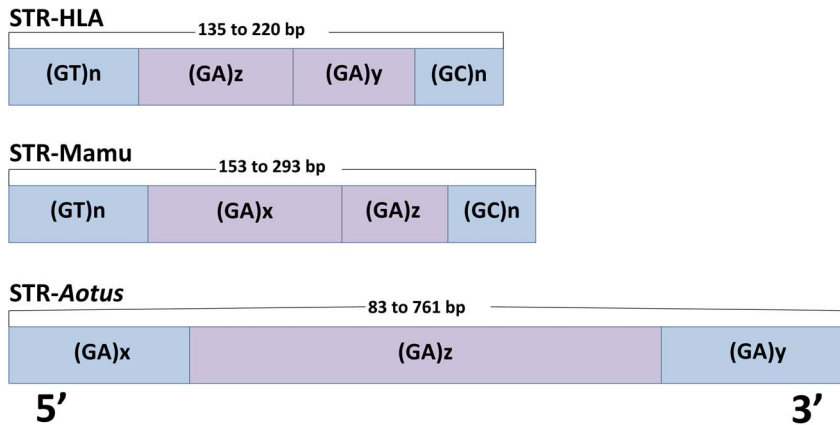 STR-HLA
135 to 220 bp
(GT)n (GA)z (GA)y (GC)n
STR-Mamu
153 to 293 bp
(GT)n (GA)x (GA)z (GC)n
STR-Aotus
83 to 761 bp
(GA)x (GA)z (GA)y
5’ 3’